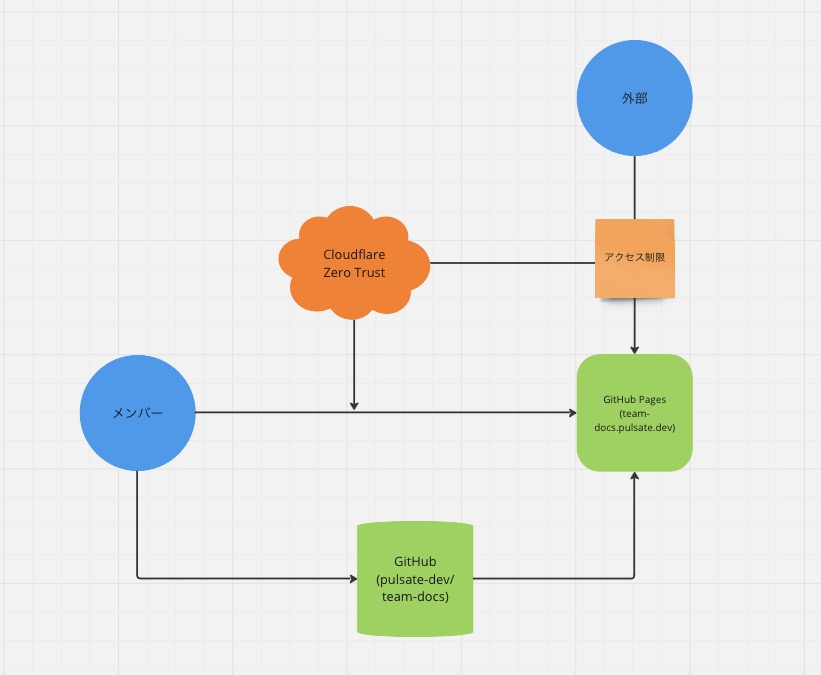 外部
Cloudflare
Zero Trust
アクセス制限
メンバー
GitHub Pages
(team-
docs.pulsate.dev)
GitHub
(pulsate-dev/
team-docs)